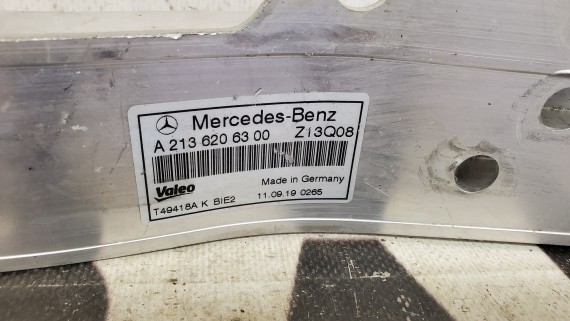 Mercedes-Benz
A 213 620 63 00 Z13Q08
Valeo Made in Germany
T49418A K BIE2 11.09.19 0265